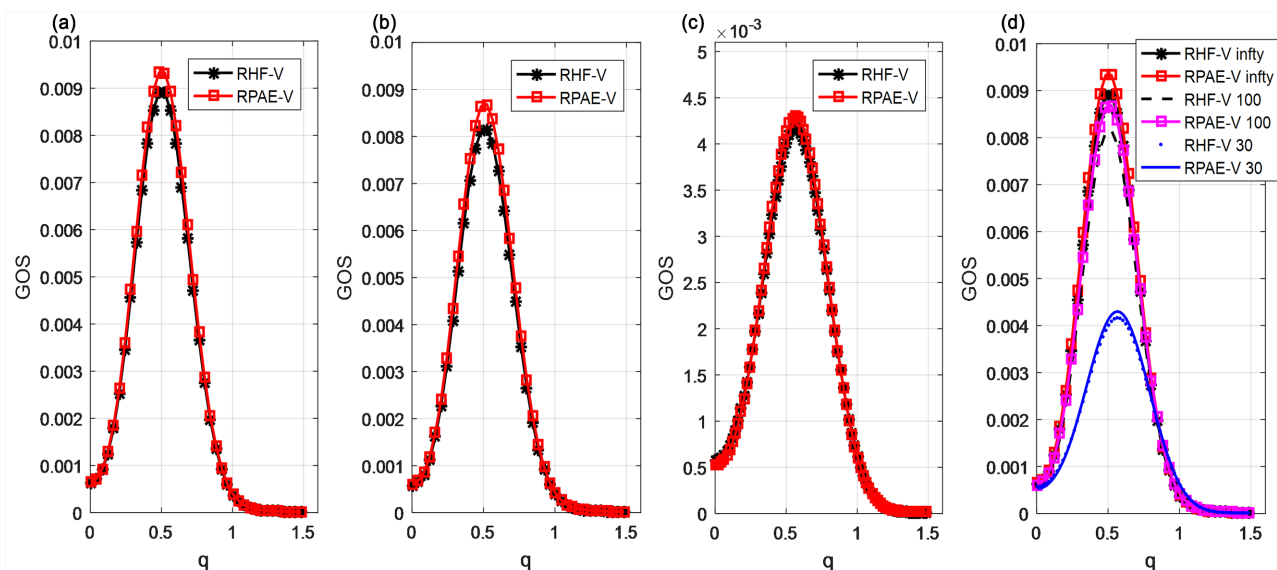 (a)
0.01
0.009
0.008
0.007
0.006
0.005
0.004
0.003
0.002
0.001
0
GOS
0 0.5 1 1.5
q
RHF-V
RPAE-V
(b)
0.01
0.009
0.008
0.007
0.006
0.005
0.004
0.003
0.002
0.001
0
GOS
0 0.5 1 1.5
q
RHF-V
RPAE-V
(c)
×10⁻³
5
4.5
4
3.5
3
2.5
2
1.5
1
0.5
0
GOS
0 0.5 1 1.5
q
RHF-V
RPAE-V
(d)
0.01
0.009
0.008
0.007
0.006
0.005
0.004
0.003
0.002
0.001
0
GOS
0 0.5 1 1.5
q
RHF-V infty
RPAE-V infty
RHF-V 100
RPAE-V 100
RHF-V 30
RPAE-V 30